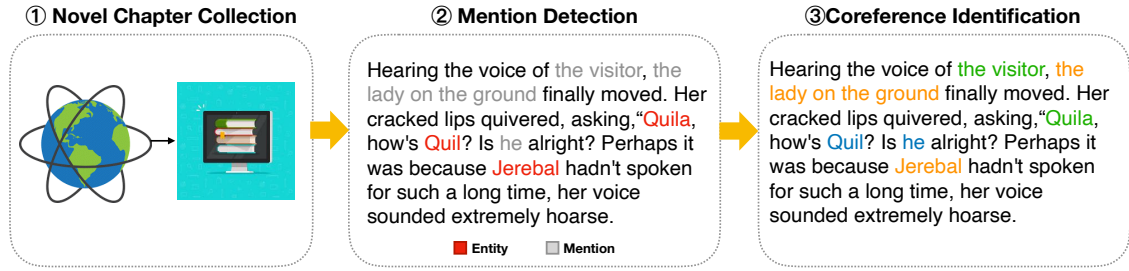 ① Novel Chapter Collection
② Mention Detection
Hearing the voice of the visitor, the
lady on the ground finally moved. Her
cracked lips quivered, asking,“Quila,
how's Quil? Is he alright? Perhaps it
was because Jerebal hadn't spoken
for such a long time, her voice
sounded extremely hoarse.
Entity
Mention
③Coreference Identification
Hearing the voice of the visitor, the
lady on the ground finally moved. Her
cracked lips quivered, asking,“Quila,
how's Quil? Is he alright? Perhaps it
was because Jerebal hadn't spoken
for such a long time, her voice
sounded extremely hoarse.